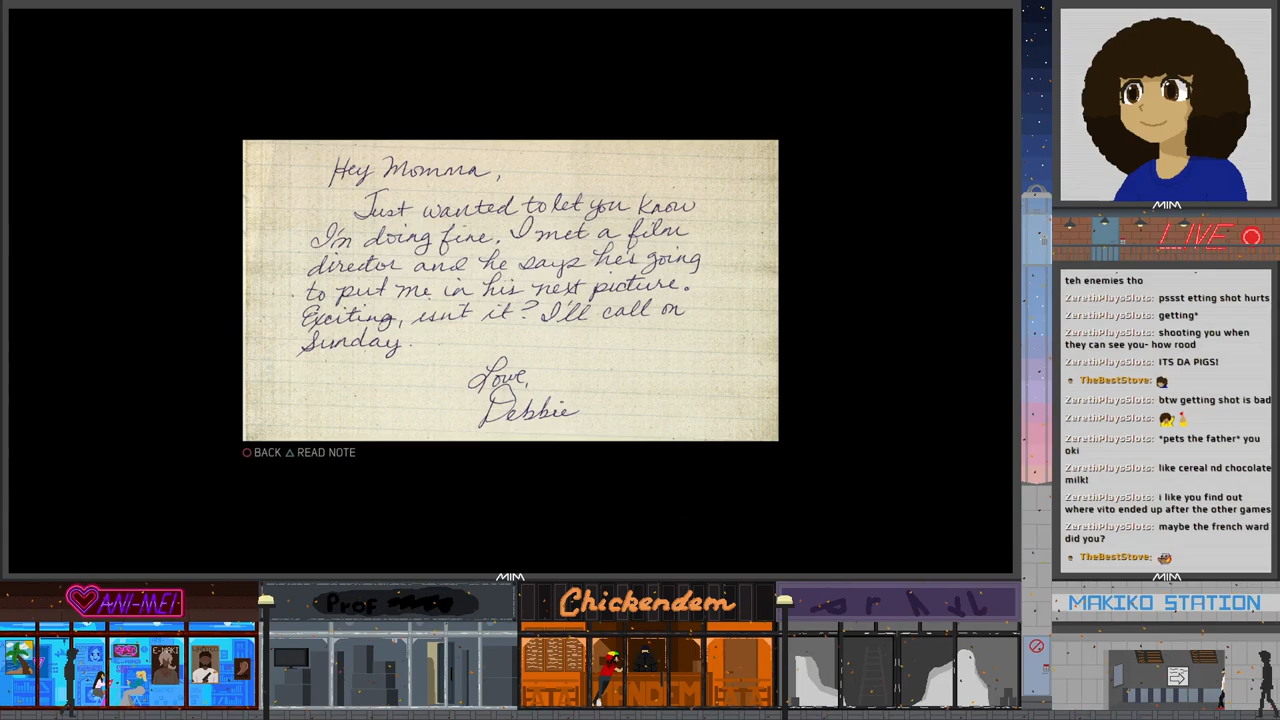 Hey Momma,
Just wanted to let you know
I'm doing fine. I met a film
director and he says he's going
to put me in his next picture.
Exciting, isn't it? I'll call on
Sunday.
Love,
Debbie
BACK READ NOTE
MIM
LIVE
teh enemies tho
ZerethPlaysSlots: pssst etting shot hurts
ZerethPlaysSlots: getting*
ZerethPlaysSlots: shooting you when
they can see you- how rood
ZerethPlaysSlots: ITS DA PIGS!
TheBestStove:
ZerethPlaysSlots: btw getting shot is bad
ZerethPlaysSlots:
ZerethPlaysSlots: *pets the father* you
oki
ZerethPlaysSlots: like cereal nd chocolate
milk!
ZerethPlaysSlots: i like you find out
where vito ended up after the other games
ZerethPlaysSlots: maybe the french ward
did you?
TheBestStove:
MIM
MIM
ANI-MEI
Prof
Chickendem
MAKIKO STATION
E-MAKI